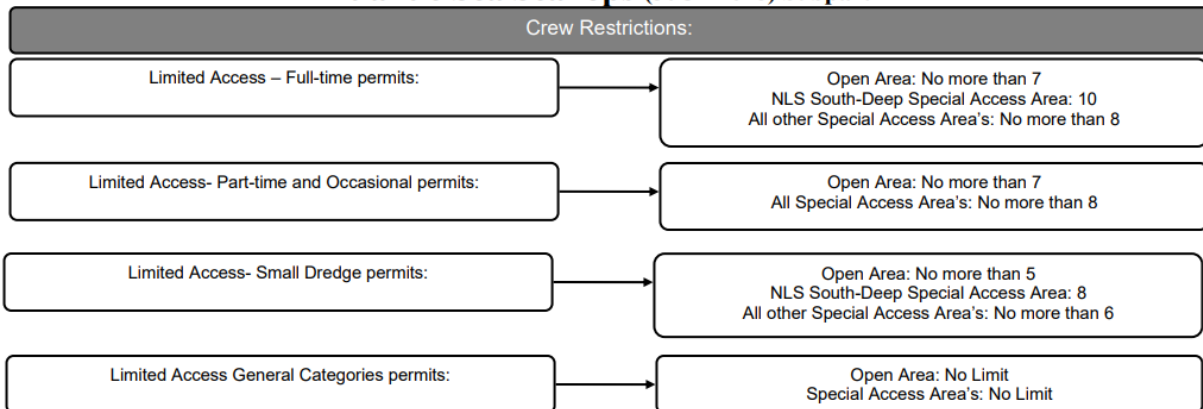 Crew Restrictions:
Limited Access – Full-time permits:
Open Area: No more than 7
NLS South-Deep Special Access Area: 10
All other Special Access Area's: No more than 8
Limited Access- Part-time and Occasional permits:
Open Area: No more than 7
All Special Access Area's: No more than 8
Limited Access- Small Dredge permits:
Open Area: No more than 5
NLS South-Deep Special Access Area: 8
All other Special Access Area's: No more than 6
Limited Access General Categories permits:
Open Area: No Limit
Special Access Area's: No Limit